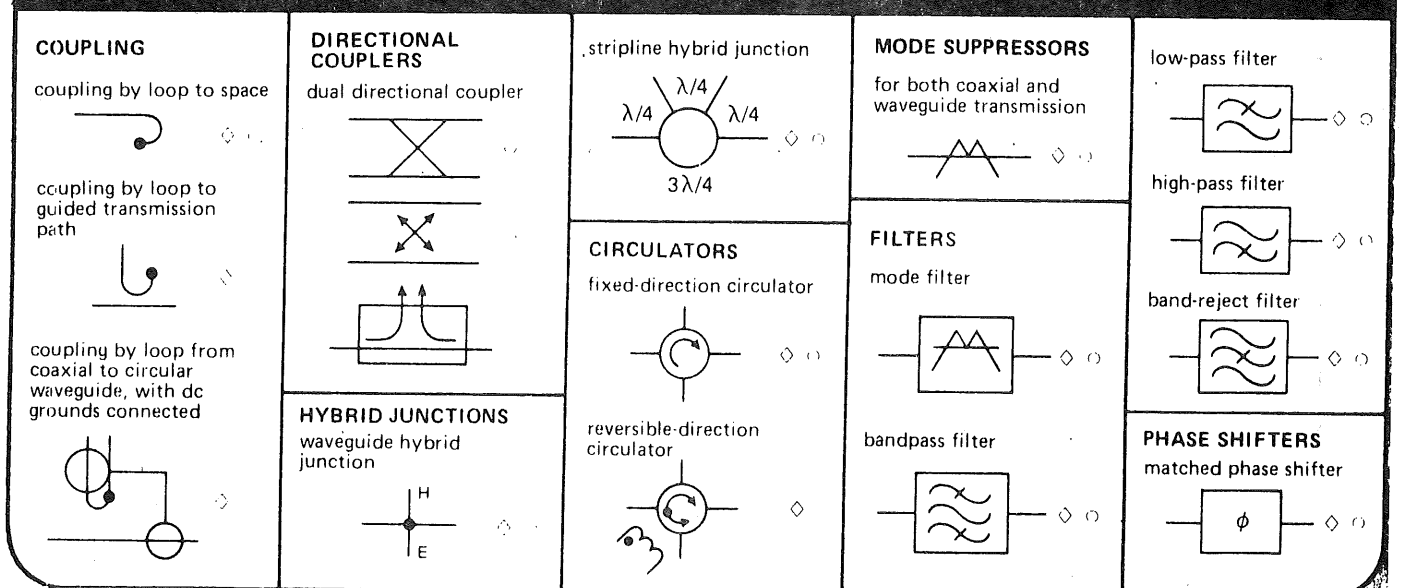 COUPLING
coupling by loop to space
coupling by loop to
guided transmission
path
coupling by loop from
coaxial to circular
waveguide, with dc
grounds connected
DIRECTIONAL
COUPLERS
dual directional coupler
HYBRID JUNCTIONS
waveguide hybrid
junction
H
E
stripline hybrid junction
λ/4
λ/4 λ/4
3λ/4
CIRCULATORS
fixed-direction circulator
reversible-direction
circulator
MODE SUPPRESSORS
for both coaxial and
waveguide transmission
FILTERS
mode filter
bandpass filter
low-pass filter
high-pass filter
band-reject filter
PHASE SHIFTERS
matched phase shifter
ϕ